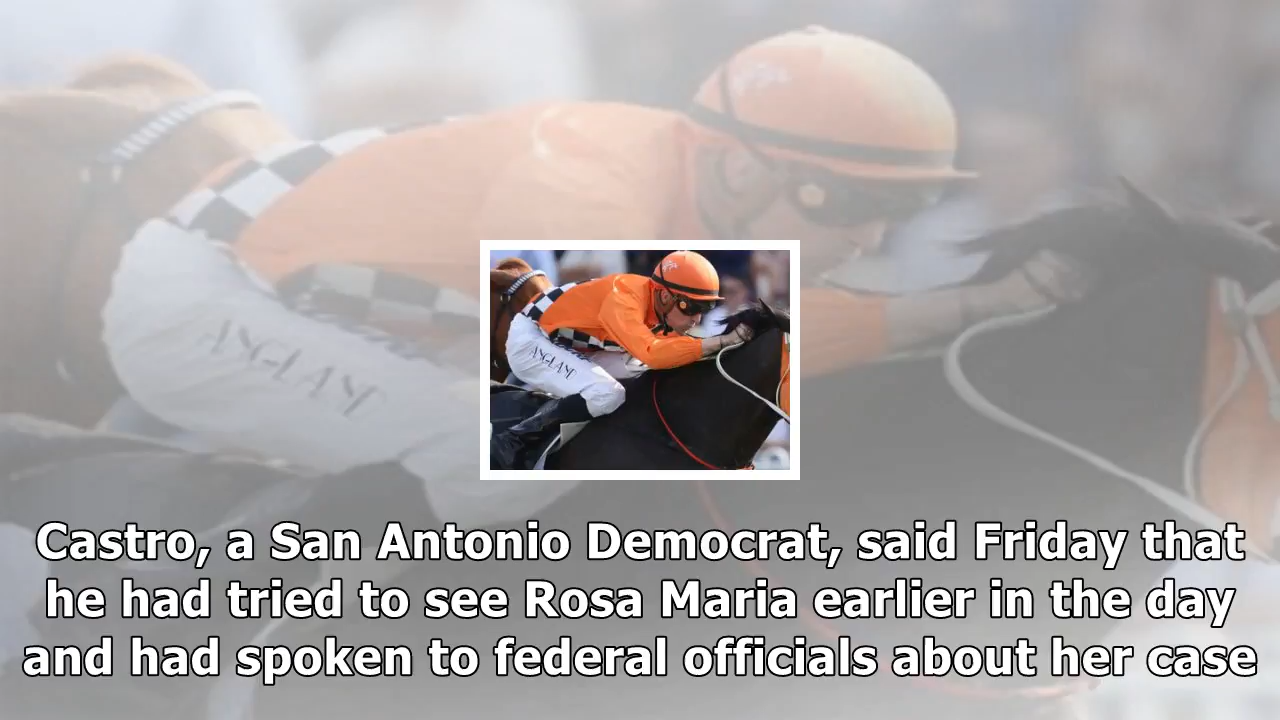 ANGLAND
Castro, a San Antonio Democrat, said Friday that
he had tried to see Rosa Maria earlier in the day
and had spoken to federal officials about her case